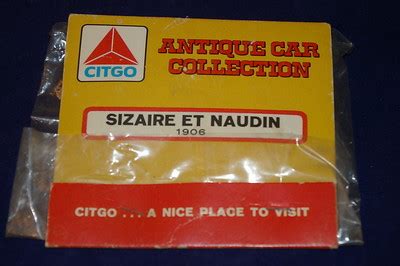 CITGO
ANTIQUE CAR
COLLECTION
SIZAIRE ET NAUDIN
1906
CITGO . . . A NICE PLACE TO VISIT